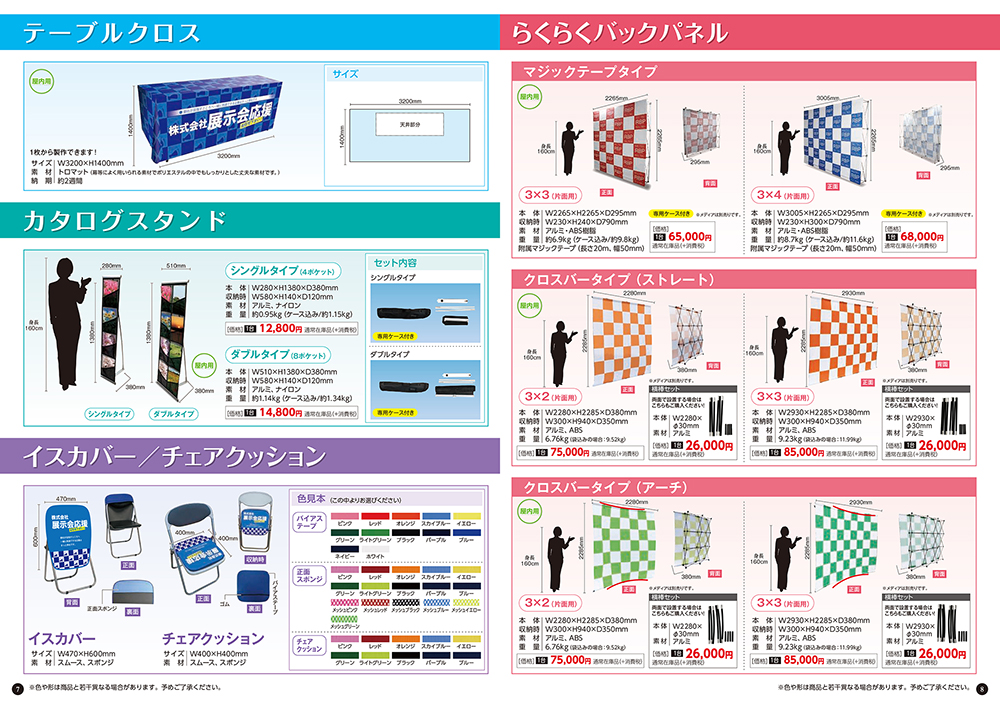 テーブルクロス
屋内用
株式会社 展示会応援
1400mm
3200mm
1枚から製作できます!
サイズ W3200×H1400mm
素 材 トロマット(幕等によく用いられる素材でポリエステルの中でもしっかりとした丈夫な素材です。)
納 期 約2週間
サイズ
3200mm
1400mm
天井部分
カタログスタンド
身長
160cm
280mm
1380mm
380mm
510mm
1380mm
380mm
屋内用
シングルタイプ
ダブルタイプ
シングルタイプ(4ポケット)
本 体 W280×H1380×D380mm
収納時 W580×H140×D120mm
素 材 アルミ、ナイロン
重 量 約0.95kg(ケース込み/約1.15kg)
[価格] 1台 12,800円 通常在庫品(+消費税)
ダブルタイプ(8ポケット)
本 体 W510×H1380×D380mm
収納時 W580×H140×D120mm
素 材 アルミ、ナイロン
重 量 約1.14kg(ケース込み/約1.34kg)
[価格] 1台 14,800円 通常在庫品(+消費税)
セット内容
シングルタイプ
専用ケース付き
ダブルタイプ
専用ケース付き
イスカバー/チェアクッション
470mm
600mm
株式会社
展示会応援
正面
背面
正面スポンジ
裏面
400mm
400mm
正面
収納時
ゴム
裏面
バイアステープ
イスカバー
サイズ W470×H600mm
素 材 スムース、スポンジ
チェアクッション
サイズ W400×H400mm
素 材 スムース、スポンジ
色見本(この中よりお選びください)
バイアステープ
ピンク レッド オレンジ スカイブルー イエロー
グリーン ライトグリーン ブラック パープル ブルー
ネイビー ホワイト
正面スポンジ
ピンク レッド オレンジ スカイブルー イエロー
グリーン ライトグリーン ブラック パープル ブルー
メッシュピンク メッシュレッド メッシュブラック メッシュブルー メッシュイエロー
メッシュグリーン
チェアクッション
ピンク レッド オレンジ スカイブルー イエロー
グリーン ライトグリーン ブラック パープル ブルー
7 ※色や形は商品と若干異なる場合があります。予めご了承ください。
らくらくバックパネル
マジックテープタイプ
屋内用
身長
160cm
2265mm
2265mm
295mm
正面
背面
3×3(片面用)
本 体 W2265×H2265×D295mm
収納時 W230×H240×D790mm
素 材 アルミ・ABS樹脂
重 量 約6.9kg(ケース込み/約9.8kg)
附属マジックテープ(長さ20m、幅50mm)
専用ケース付き ※メディアは別売りです。
[価格]
1台 65,000円
通常在庫品(+消費税)
身長
160cm
3005mm
2265mm
295mm
正面
背面
3×4(片面用)
本 体 W3005×H2265×D295mm
収納時 W230×H300×D790mm
素 材 アルミ・ABS樹脂
重 量 約8.7kg(ケース込み/約11.6kg)
附属マジックテープ(長さ20m、幅50mm)
専用ケース付き ※メディアは別売りです。
[価格]
1台 68,000円
通常在庫品(+消費税)
クロスバータイプ(ストレート)
屋内用
身長
160cm
2280mm
2285mm
380mm
正面
背面
※メディアは別売りです。
3×2(片面用)
本 体 W2280×H2285×D380mm
収納時 W300×H940×D350mm
素 材 アルミ、ABS
重 量 6.76kg(袋込みの場合:9.52kg)
[価格] 1台 75,000円 通常在庫品(+消費税)
横棒セット
両面で設置する場合は
こちらもご購入ください!
本体 W2280×
φ30mm
素材 アルミ
[価格] 1台 26,000円
通常在庫品(+消費税)
身長
160cm
2930mm
2285mm
380mm
正面
背面
※メディアは別売りです。
3×3(片面用)
本 体 W2930×H2285×D380mm
収納時 W300×H940×D350mm
素 材 アルミ、ABS
重 量 9.23kg(袋込みの場合:11.99kg)
[価格] 1台 85,000円 通常在庫品(+消費税)
横棒セット
両面で設置する場合は
こちらもご購入ください!
本体 W2930×
φ30mm
素材 アルミ
[価格] 1台 26,000円
通常在庫品(+消費税)
クロスバータイプ(アーチ)
屋内用
身長
160cm
2280mm
2285mm
380mm
正面
背面
※メディアは別売りです。
3×2(片面用)
本 体 W2280×H2285×D380mm
収納時 W300×H940×D350mm
素 材 アルミ、ABS
重 量 6.76kg(袋込みの場合:9.52kg)
[価格] 1台 75,000円 通常在庫品(+消費税)
横棒セット
両面で設置する場合は
こちらもご購入ください!
本体 W2280×
φ30mm
素材 アルミ
[価格] 1台 26,000円
通常在庫品(+消費税)
身長
160cm
2930mm
2285mm
380mm
正面
背面
※メディアは別売りです。
3×3(片面用)
本 体 W2930×H2285×D380mm
収納時 W300×H940×D350mm
素 材 アルミ、ABS
重 量 9.23kg(袋込みの場合:11.99kg)
[価格] 1台 85,000円 通常在庫品(+消費税)
横棒セット
両面で設置する場合は
こちらもご購入ください!
本体 W2930×
φ30mm
素材 アルミ
[価格] 1台 26,000円
通常在庫品(+消費税)
※色や形は商品と若干異なる場合があります。予めご了承ください。 8